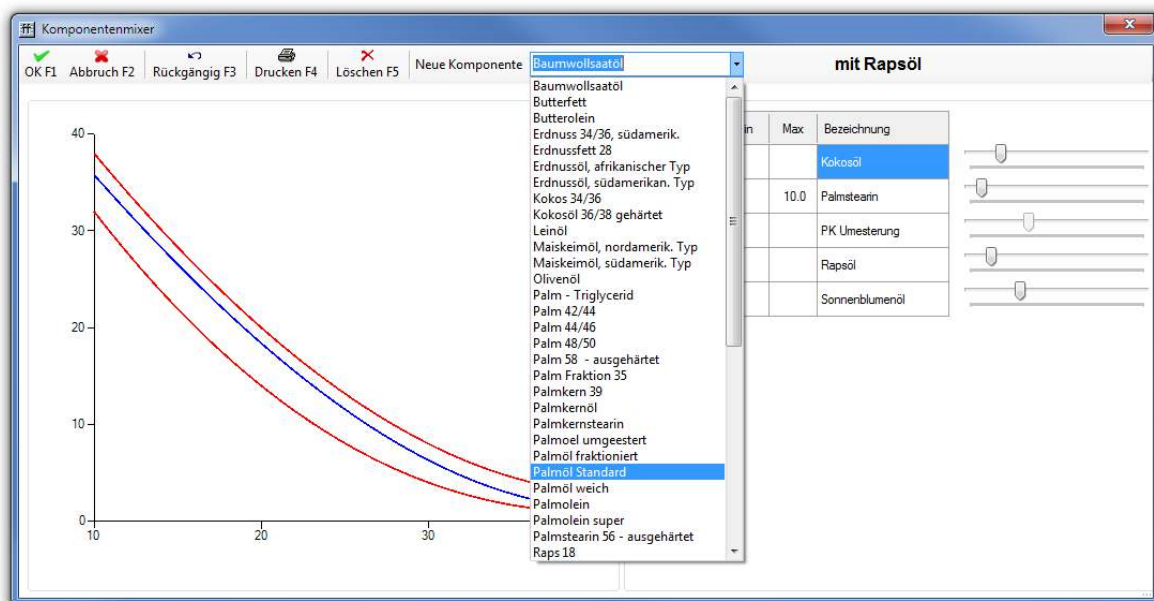 fff Komponentenmixer
OK F1 Abbruch F2 Rückgängig F3 Drucken F4 Löschen F5 Neue Komponente Baumwollsaatöl mit Rapsöl
Baumwollsaatöl
Butterfett
Butterolein
Erdnuss 34/36, südamerik.
Erdnussfett 28
Erdnussöl, afrikanischer Typ
Erdnussöl, südamerikan. Typ
Kokos 34/36
Kokosöl 36/38 gehärtet
Leinöl
Maiskeimöl, nordamerik. Typ
Maiskeimöl, südamerik. Typ
Olivenöl
Palm - Triglycerid
Palm 42/44
Palm 44/46
Palm 48/50
Palm 58 - ausgehärtet
Palm Fraktion 35
Palmkern 39
Palmkernöl
Palmkernstearin
Palmoel umgeestert
Palmöl fraktioniert
Palmöl Standard
Palmöl weich
Palmolein
Palmolein super
Palmstearin 56 - ausgehärtet
Raps 18
40
30
20
10
0
10 20 30
in Max Bezeichnung
Kokosöl
10.0 Palmstearin
PK Umesterung
Rapsöl
Sonnenblumenöl